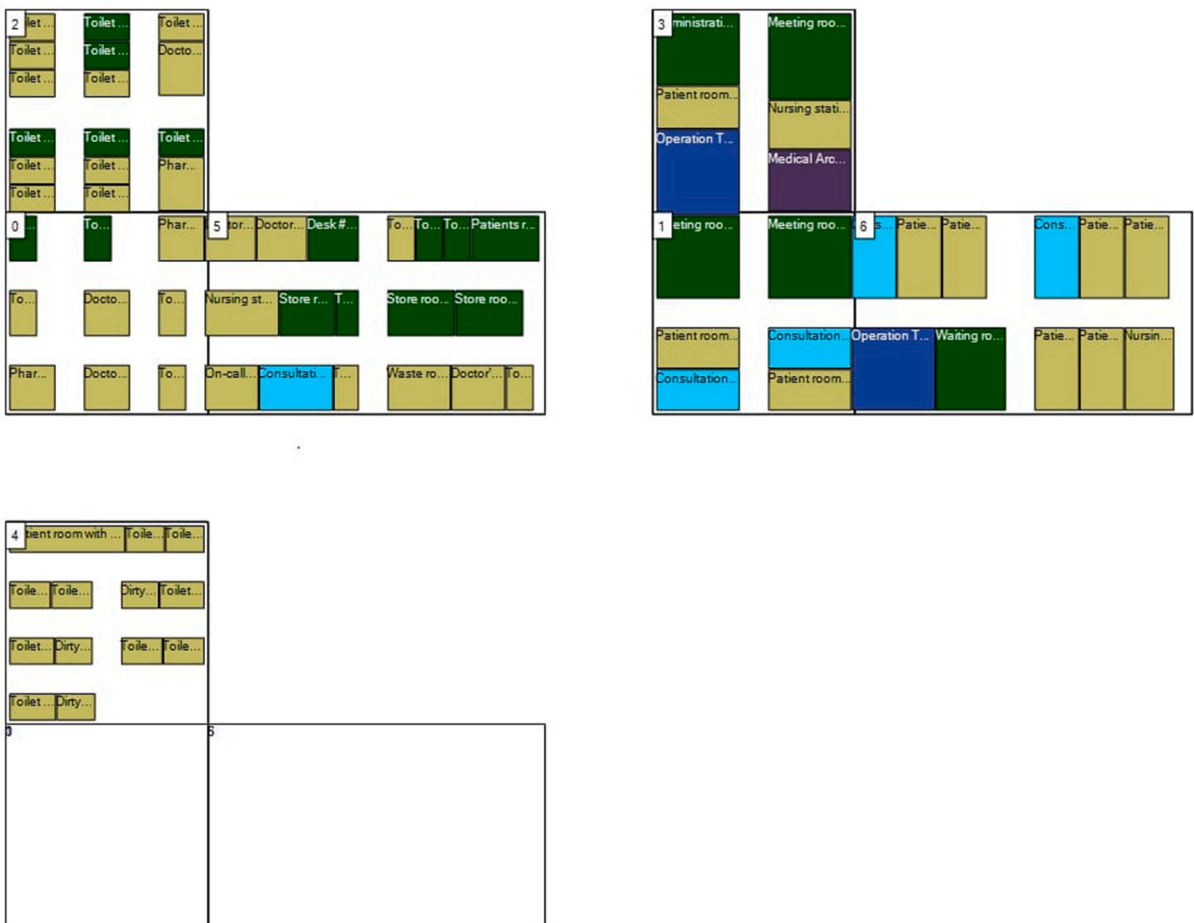 2 let... Toilet ... Toilet ...
Toilet ... Toilet ... Docto...
Toilet ... Toilet ...
Toilet ... Toilet ... Toilet ...
Toilet ... Toilet ... Phar...
Toilet ... Toilet ...
0 ... To... Phar...
To... Docto... To...
Phar... Docto... To...
5 tor... Doctor... Desk #... To... To... To... Patients r...
Nursing st... Store r... T... Store roo... Store roo...
On-call... Consultati... T... Waste ro... Doctor'... To...
3 ministrati... Meeting roo...
Patient room... Nursing stati...
Operation T... Medical Arc...
1 eting roo... Meeting roo...
Patient room... Consultation...
Consultation... Patient room...
6 s... Patie... Patie... Cons... Patie... Patie...
Operation T... Waiting ro... Patie... Patie... Nursin...
.
4 tient room with ... Toile... Toile...
Toile... Toile... Dirty... Toilet...
Toilet... Dirty... Toile... Toile...
Toilet ... Dirty...
6